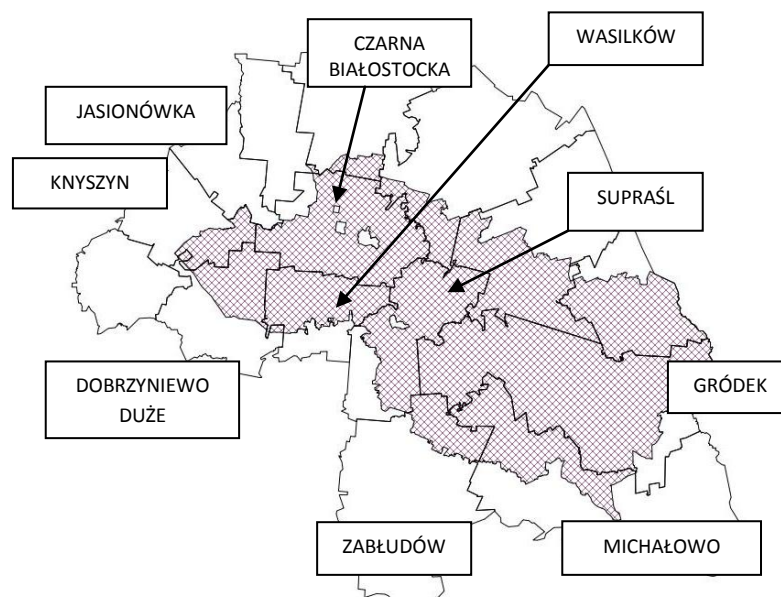 CZARNA
BIAŁOSTOCKA
WASILKÓW
JASIONÓWKA
KNYSZYN
SUPRAŚL
DOBRZYNIEWO
DUŻE
GRÓDEK
ZABŁUDÓW
MICHAŁOWO